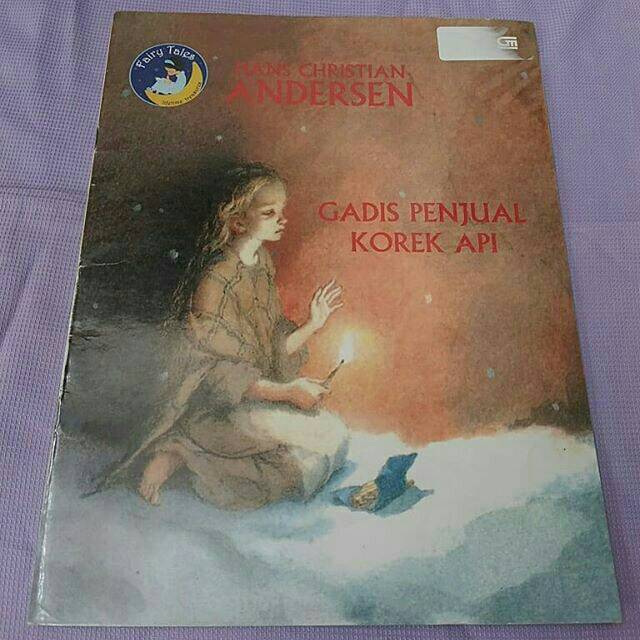 Fairy Tales
HANS CHRISTIAN
ANDERSEN
GADIS PENJUAL
KOREK API